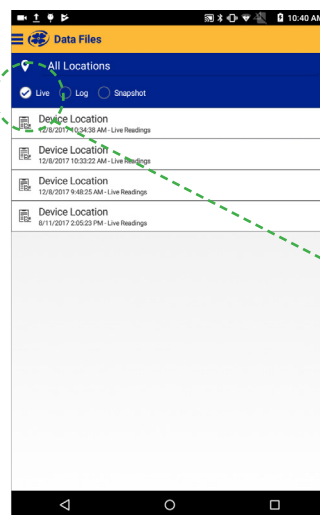 10:40 AM
Data Files
All Locations
Live Log Snapshot
Device Location
12/8/2017 10:34:38 AM - Live Readings
Device Location
12/8/2017 10:33:22 AM - Live Readings
Device Location
12/8/2017 9:48:25 AM - Live Readings
Device Location
8/11/2017 2:05:23 PM - Live Readings